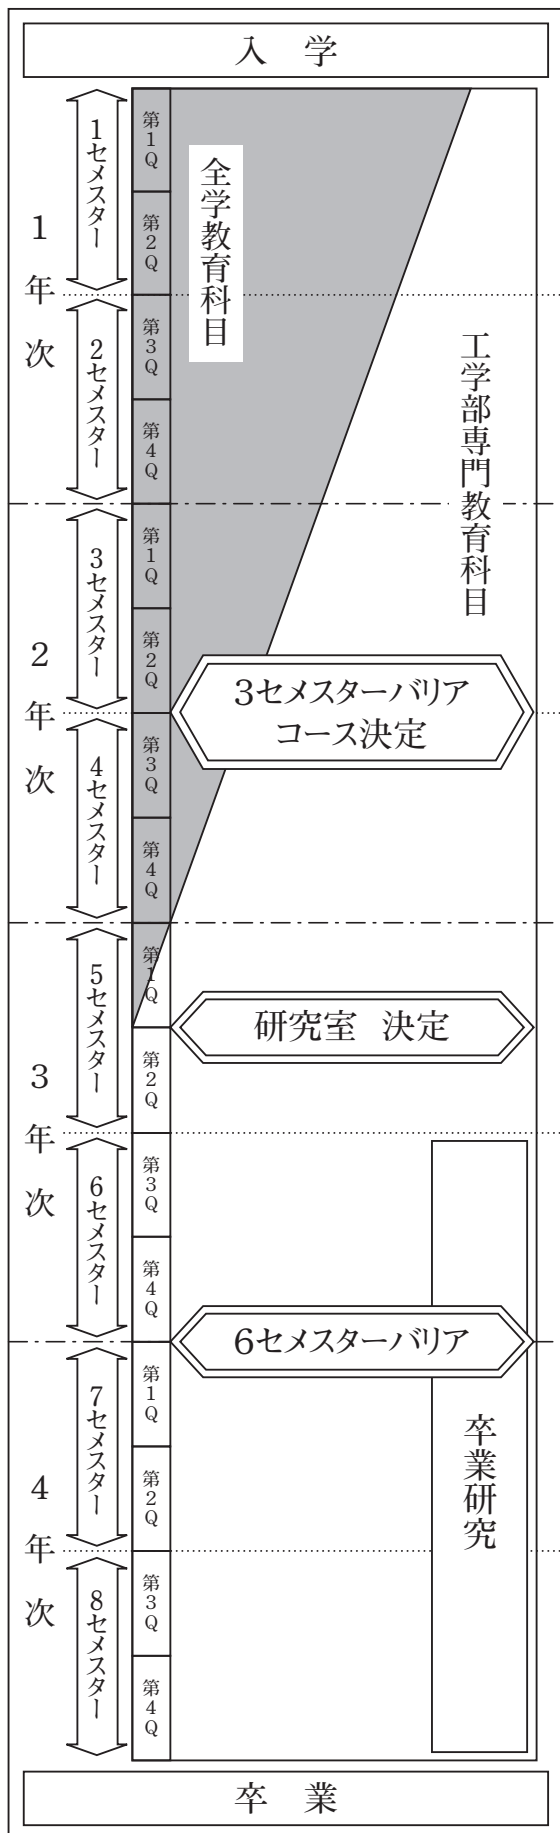 入学
1年次
1セメスター
第1Q
第2Q
全学教育科目
工学部専門教育科目
2セメスター
第3Q
第4Q
2年次
3セメスター
第1Q
第2Q
3セメスターバリア
コース決定
4セメスター
第3Q
第4Q
3年次
5セメスター
第1Q
研究室 決定
第2Q
6セメスター
第3Q
第4Q
6セメスターバリア
4年次
7セメスター
第1Q
第2Q
卒業研究
8セメスター
第3Q
第4Q
卒業